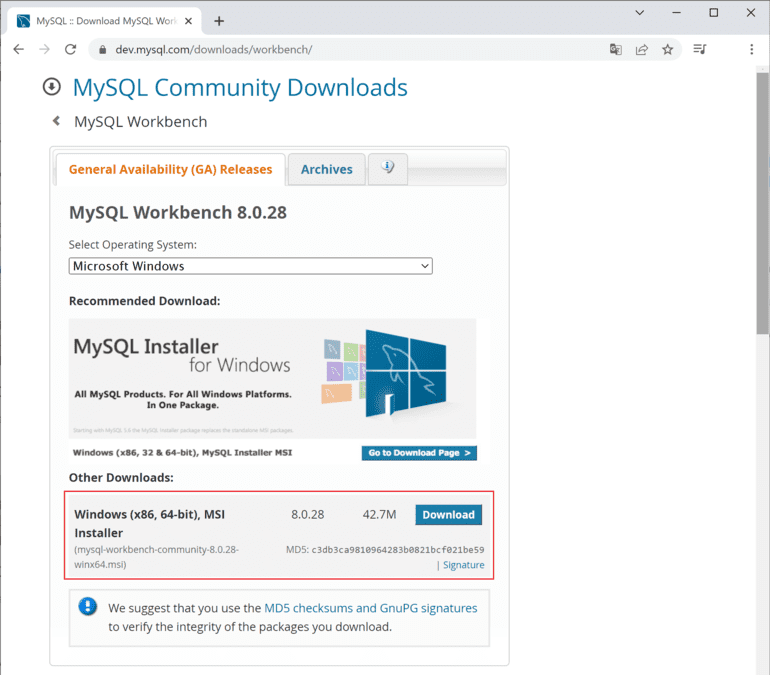 MySQL :: Download MySQL Work
dev.mysql.com/downloads/workbench/
MySQL Community Downloads
MySQL Workbench
General Availability (GA) Releases
Archives
MySQL Workbench 8.0.28
Select Operating System:
Microsoft Windows
Recommended Download:
MySQL Installer
for Windows
All MySQL Products. For All Windows Platforms.
In One Package.
Starting with MySQL 5.6 the MySQL Installer package replaces the standalone MSI packages.
Windows (x86, 32 & 64-bit), MySQL Installer MSI
Go to Download Page >
Other Downloads:
Windows (x86, 64-bit), MSI
Installer
8.0.28
42.7M
Download
(mysql-workbench-community-8.0.28-
winx64.msi)
MD5: c3db3ca9810964283b0821bcf021be59
| Signature
We suggest that you use the MD5 checksums and GnuPG signatures
to verify the integrity of the packages you download.